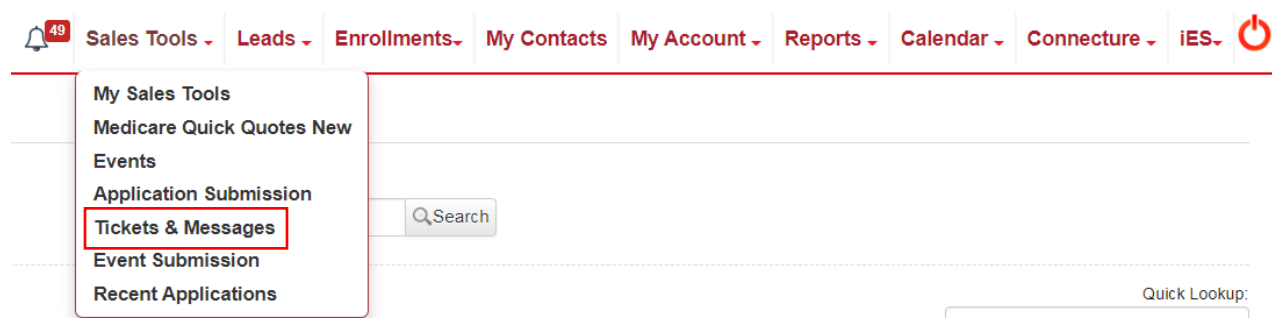 49
Sales Tools Leads Enrollments My Contacts My Account Reports Calendar Connecture iES
My Sales Tools
Medicare Quick Quotes New
Events
Application Submission
Tickets & Messages
Search
Event Submission
Recent Applications
Quick Lookup: